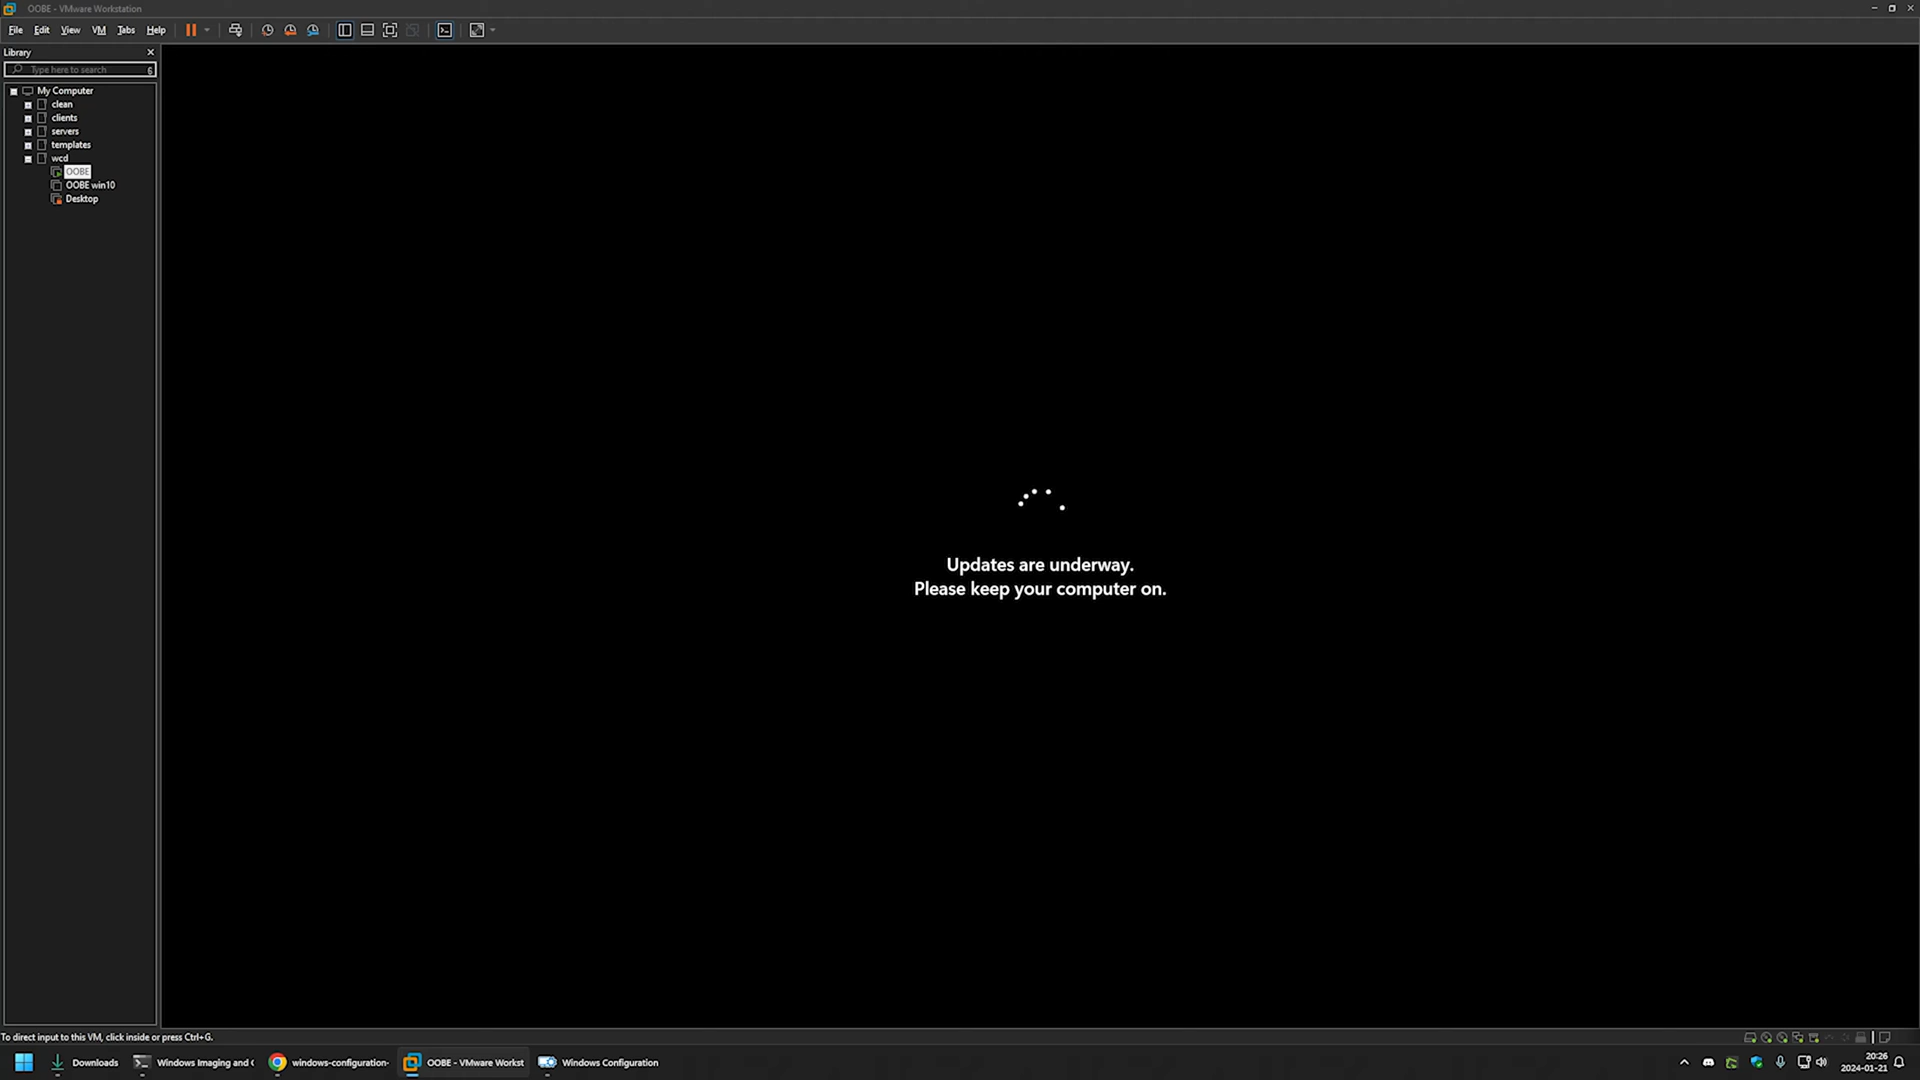 OOBE - VMware Workstation
File Edit View VM Tabs Help
Library
Type here to search
My Computer
clean
clients
servers
templates
wcd
OOBE
OOBE win10
Desktop
Updates are underway.
Please keep your computer on.
To direct input to this VM, click inside or press Ctrl+G.
Downloads
Windows Imaging and C
windows-configuration-
OOBE - VMware Workst
Windows Configuration
20:26
2024-01-21